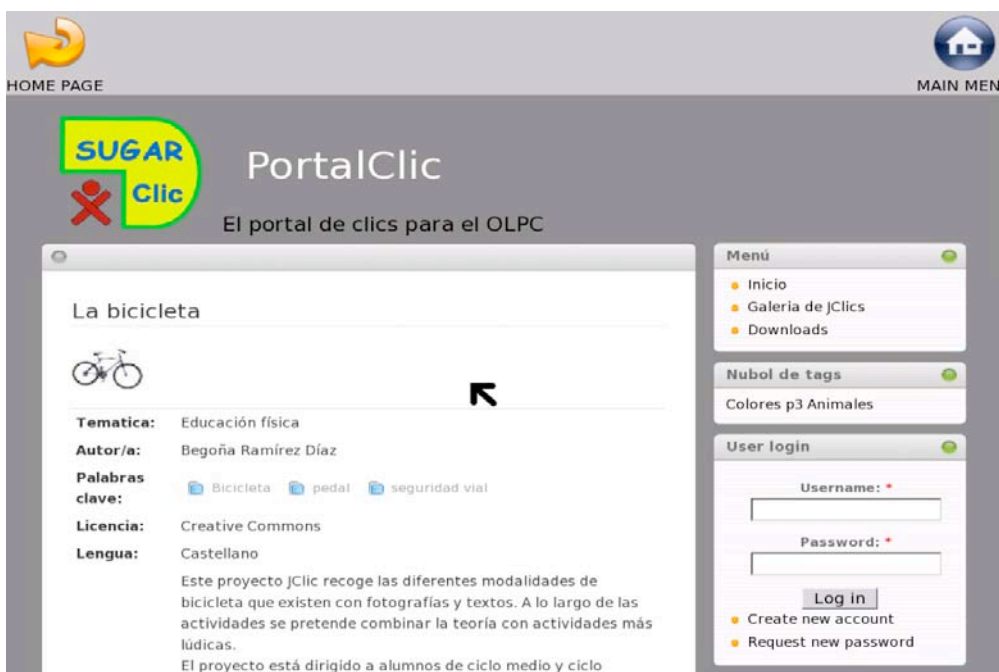 HOME PAGE
MAIN MEN
SUGAR
Clic
PortalClic
El portal de clics para el OLPC
La bicicleta
Tematica: Educación física
Autor/a: Begoña Ramírez Díaz
Palabras
clave: Bicicleta pedal seguridad vial
Licencia: Creative Commons
Lengua: Castellano
Este proyecto JClic recoge las diferentes modalidades de
bicicleta que existen con fotografías y textos. A lo largo de las
actividades se pretende combinar la teoría con actividades más
lúdicas.
El proyecto está dirigido a alumnos de ciclo medio y ciclo
Menú
Inicio
Galeria de JClics
Downloads
Nubol de tags
Colores p3 Animales
User login
Username: *
Password: *
Log in
Create new account
Request new password